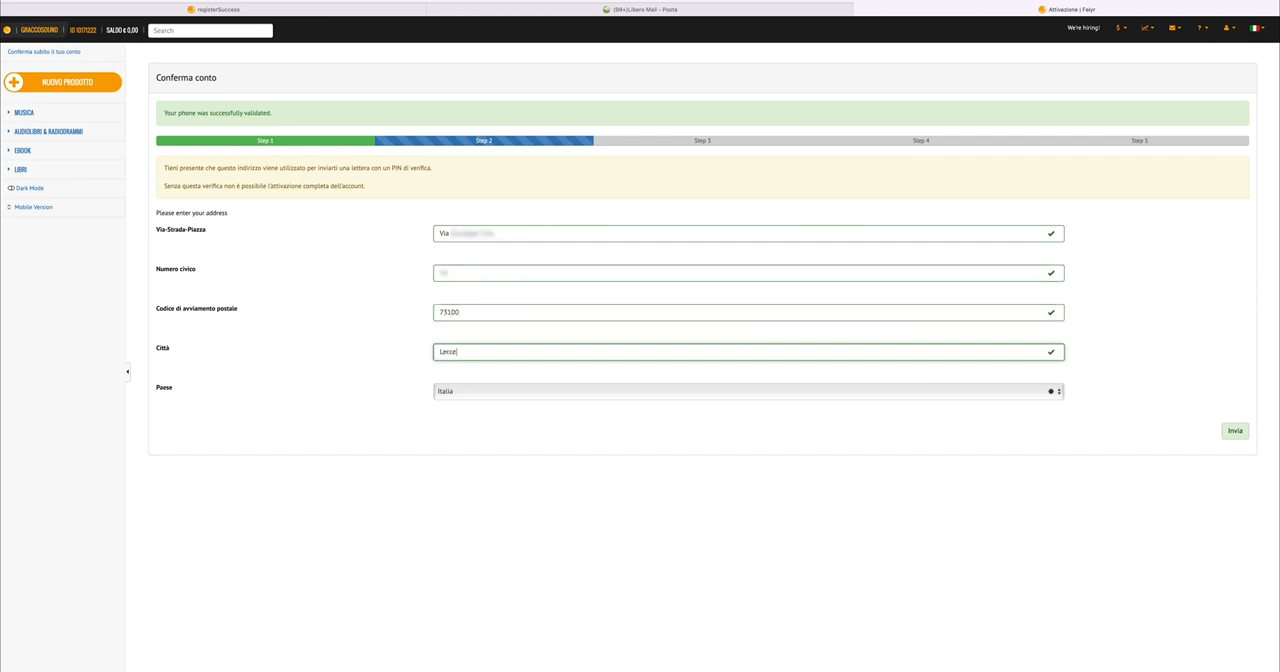 registerSuccess
(99+)Libero Mail - Posta
Attivazione | Feiyr
GRACCOSOUND | ID 10171222 | SALDO € 0,00 | Search
We're hiring! $ ?
Conferma subito il tuo conto
NUOVO PRODOTTO
MUSICA
AUDIOLIBRI & RADIODRAMMI
EBOOK
LIBRI
Dark Mode
Mobile Version
Conferma conto
Your phone was successfully validated.
Step 1 Step 2 Step 3 Step 4 Step 5
Tieni presente che questo indirizzo viene utilizzato per inviarti una lettera con un PIN di verifica.
Senza questa verifica non è possibile l'attivazione completa dell'account.
Please enter your address
Via-Strada-Piazza Via
Numero civico
Codice di avviamento postale 73100
Città Lecce
Paese Italia
Invia